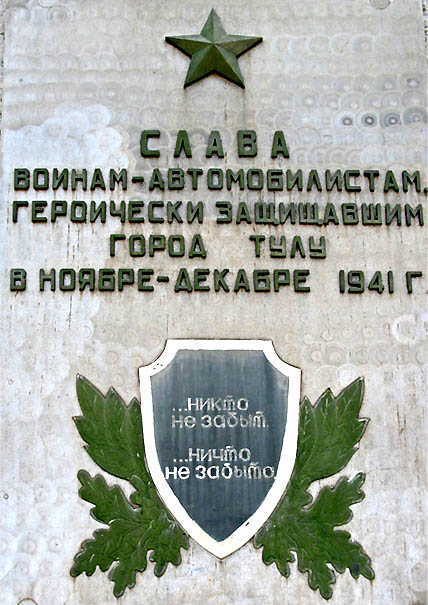 СЛАВА
ВОИНАМ-АВТОМОБИЛИСТАМ,
ГЕРОИЧЕСКИ ЗАЩИЩАВШИМ
ГОРОД ТУЛУ
В НОЯБРЕ-ДЕКАБРЕ 1941 Г.
...никто
не забыт,
...ничто
не забыто.